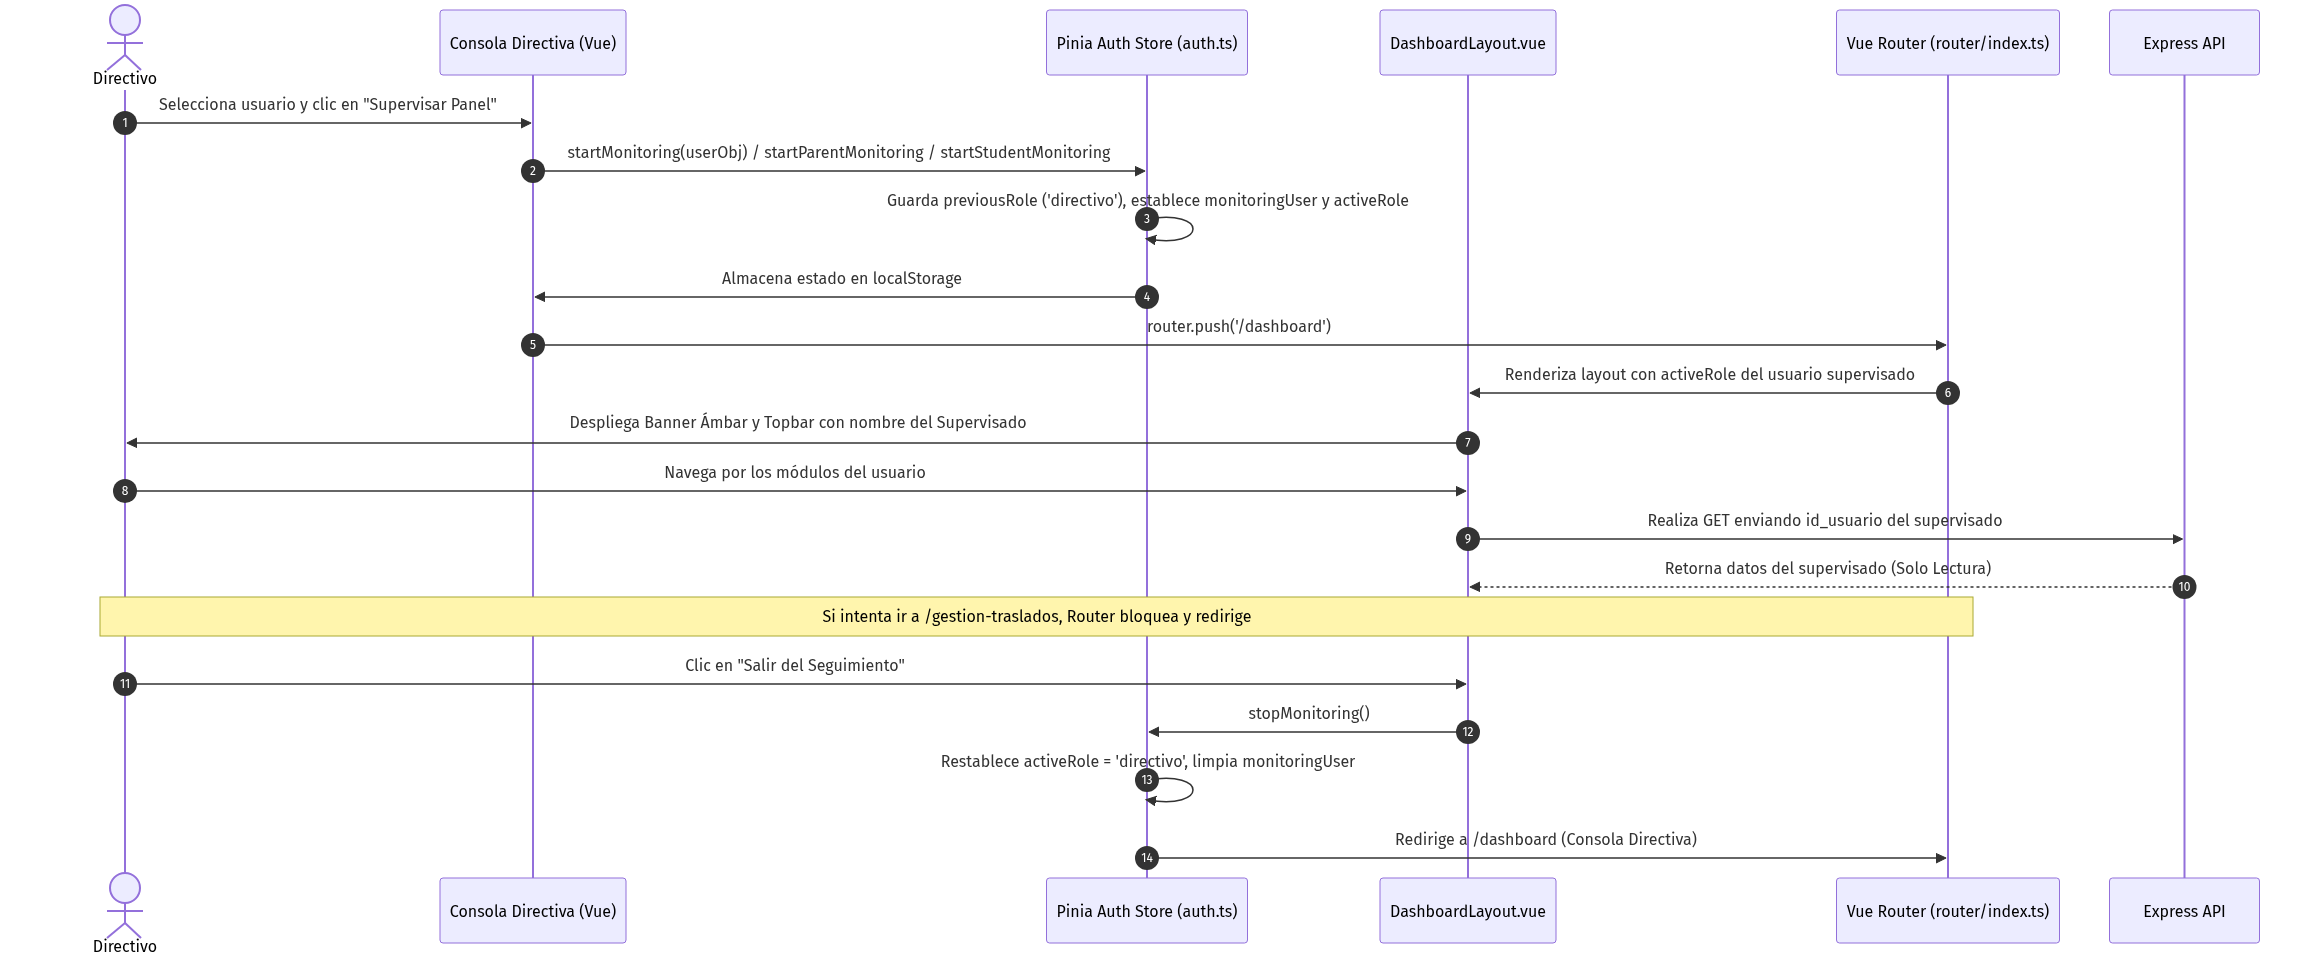 Directivo
Consola Directiva (Vue)
Pinia Auth Store (auth.ts)
DashboardLayout.vue
Vue Router (router/index.ts)
Express API
Selecciona usuario y clic en "Supervisar Panel"
1
startMonitoring(userObj) / startParentMonitoring / startStudentMonitoring
2
Guarda previousRole ('directivo'), establece monitoringUser y activeRole
3
Almacena estado en localStorage
4
router.push('/dashboard')
5
Renderiza layout con activeRole del usuario supervisado
6
Despliega Banner Ámbar y Topbar con nombre del Supervisado
7
Navega por los módulos del usuario
8
Realiza GET enviando id_usuario del supervisado
9
Retorna datos del supervisado (Solo Lectura)
10
Si intenta ir a /gestion-traslados, Router bloquea y redirige
Clic en "Salir del Seguimiento"
11
stopMonitoring()
12
Restablece activeRole = 'directivo', limpia monitoringUser
13
Redirige a /dashboard (Consola Directiva)
14
Directivo
Consola Directiva (Vue)
Pinia Auth Store (auth.ts)
DashboardLayout.vue
Vue Router (router/index.ts)
Express API